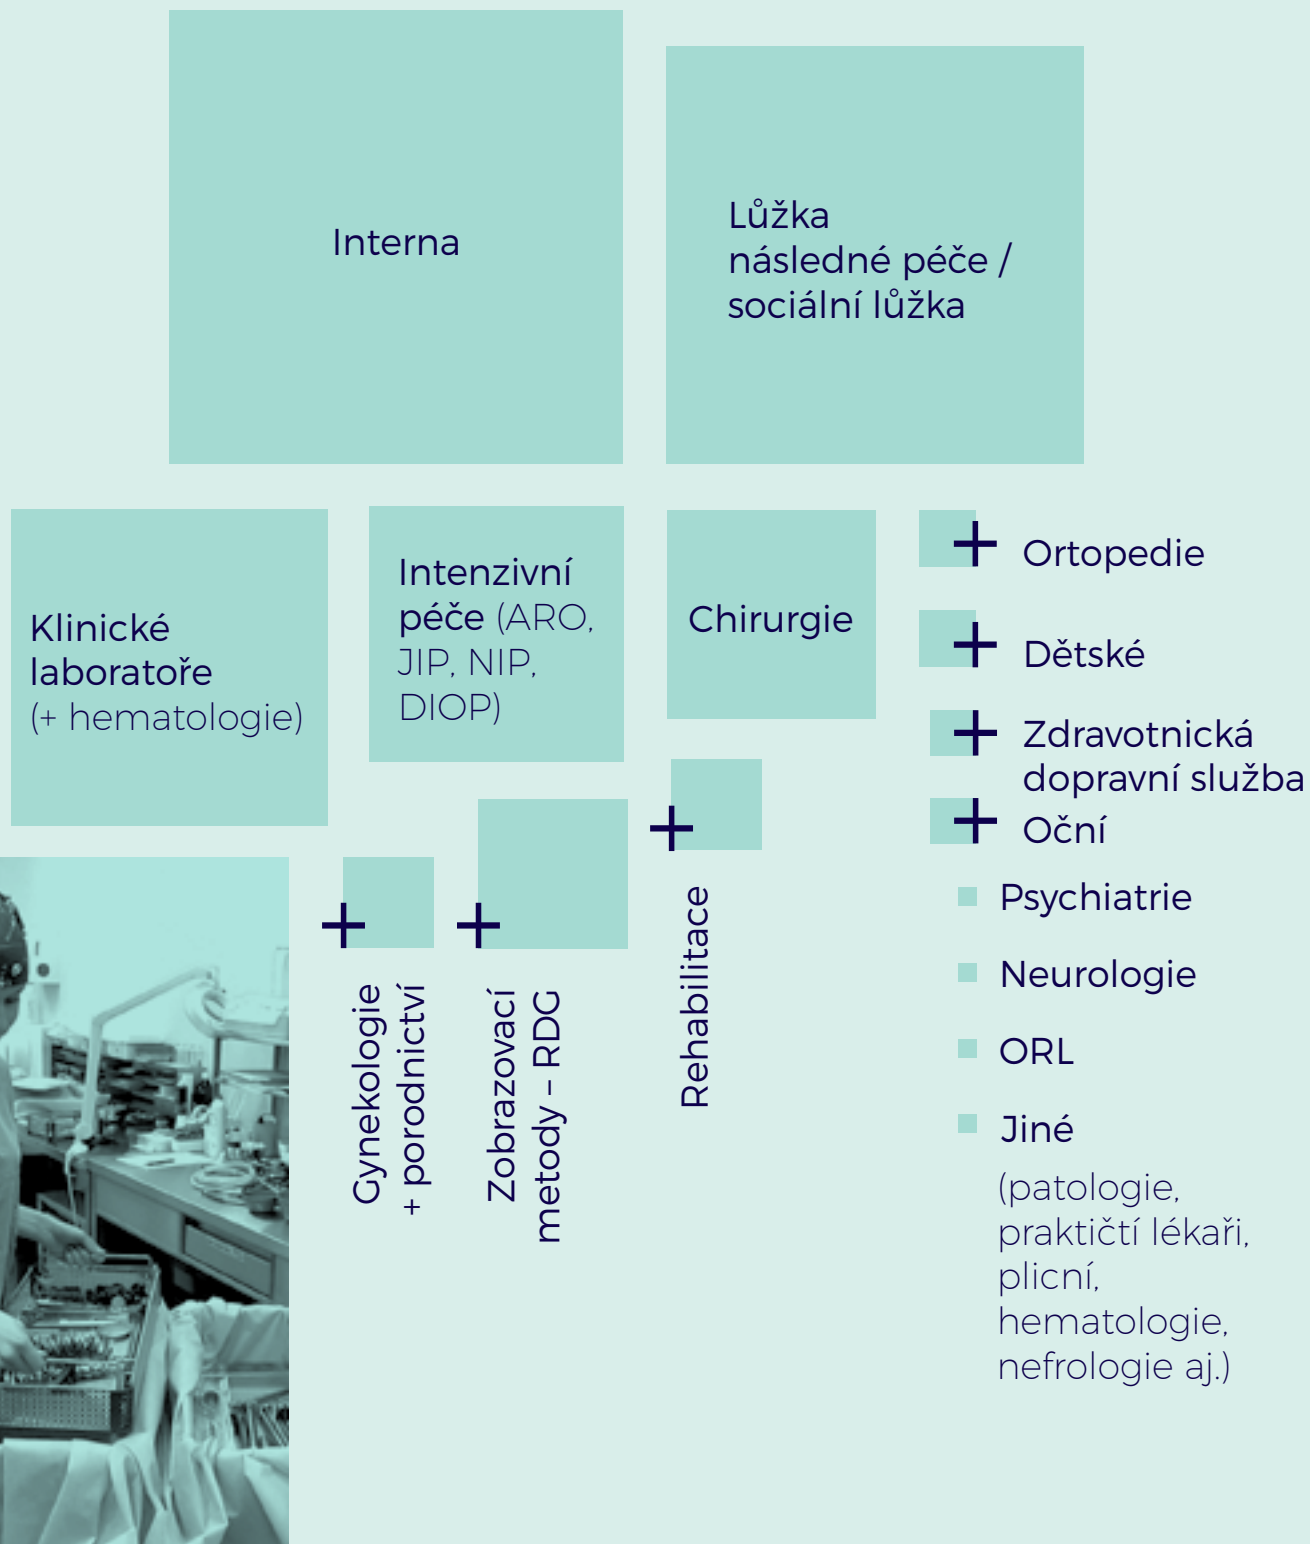 Interna
Lůžka
následné péče /
sociální lůžka
Klinické
laboratoře
(+ hematologie)
Intenzivní
péče (ARO,
JIP, NIP,
DIOP)
Chirurgie
Ortopedie
Dětské
Zdravotnická
dopravní služba
Oční
Psychiatrie
Neurologie
ORL
Jiné
(patologie,
praktičtí lékaři,
plicní,
hematologie,
nefrologie aj.)
Gynekologie
+ porodnictví
Zobrazovací
metody – RDG
Rehabilitace